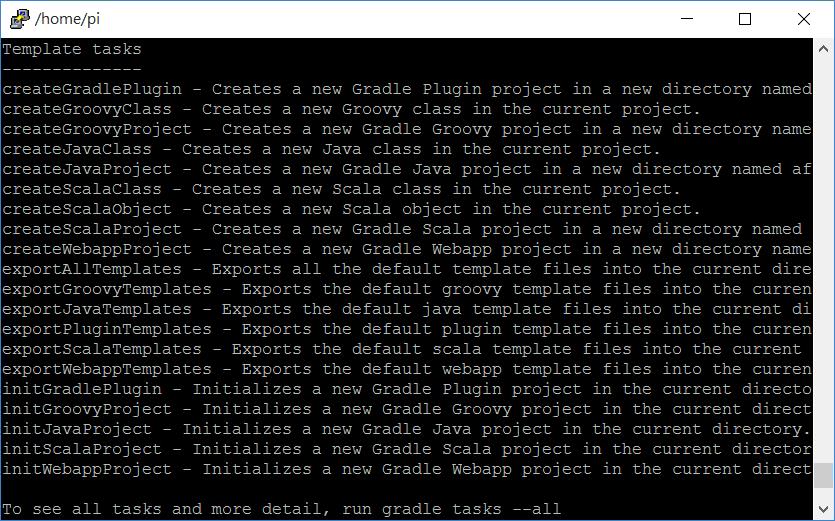 /home/pi
Template tasks
--------------
createGradlePlugin - Creates a new Gradle Plugin project in a new directory named
createGroovyClass - Creates a new Groovy class in the current project.
createGroovyProject - Creates a new Gradle Groovy project in a new directory name
createJavaClass - Creates a new Java class in the current project.
createJavaProject - Creates a new Gradle Java project in a new directory named af
createScalaClass - Creates a new Scala class in the current project.
createScalaObject - Creates a new Scala object in the current project.
createScalaProject - Creates a new Gradle Scala project in a new directory named
createWebappProject - Creates a new Gradle Webapp project in a new directory name
exportAllTemplates - Exports all the default template files into the current dire
exportGroovyTemplates - Exports the default groovy template files into the curren
exportJavaTemplates - Exports the default java template files into the current di
exportPluginTemplates - Exports the default plugin template files into the curren
exportScalaTemplates - Exports the default scala template files into the current
exportWebappTemplates - Exports the default webapp template files into the curren
initGradlePlugin - Initializes a new Gradle Plugin project in the current directo
initGroovyProject - Initializes a new Gradle Groovy project in the current direct
initJavaProject - Initializes a new Gradle Java project in the current directory.
initScalaProject - Initializes a new Gradle Scala project in the current director
initWebappProject - Initializes a new Gradle Webapp project in the current direct
To see all tasks and more detail, run gradle tasks --all